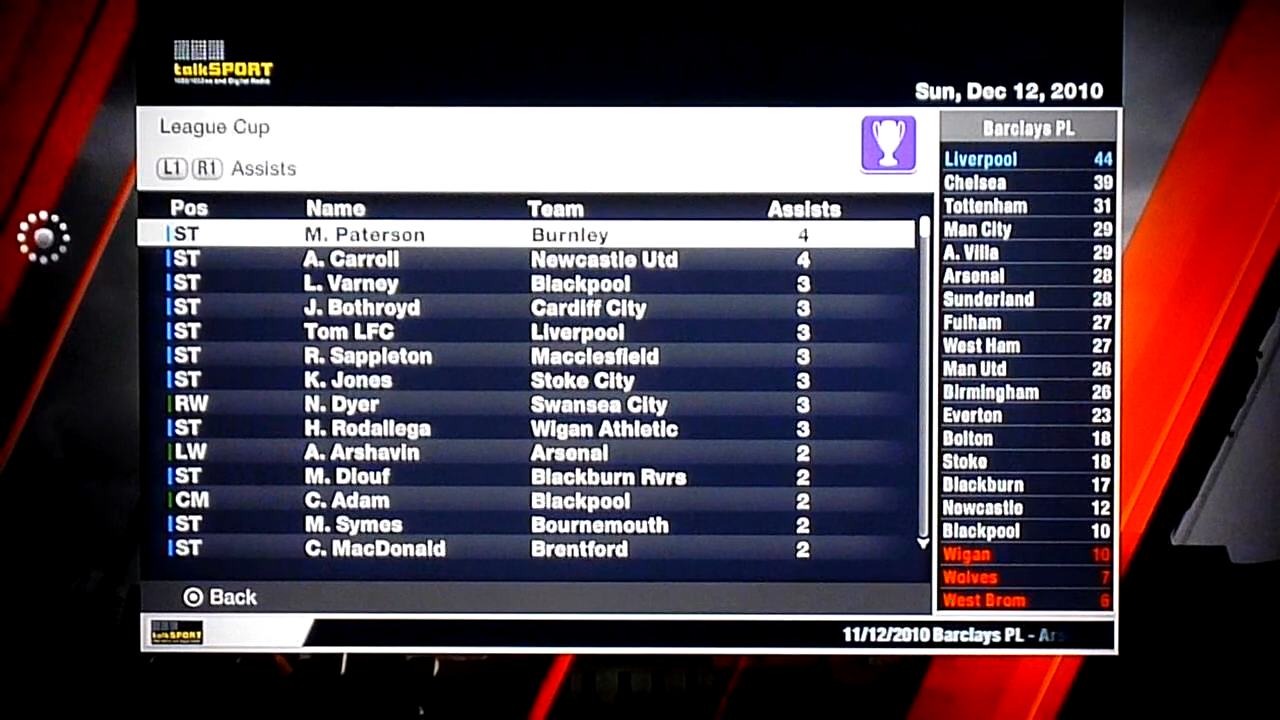 talkSPORT
Sun, Dec 12, 2010
League Cup
L1 R1 Assists
Pos Name Team Assists
ST M. Paterson Burnley 4
ST A. Carroll Newcastle Utd 4
ST L. Varney Blackpool 3
ST J. Bothroyd Cardiff City 3
ST Tom LFC Liverpool 3
ST R. Sappleton Macclesfield 3
ST K. Jones Stoke City 3
RW N. Dyer Swansea City 3
ST H. Rodallega Wigan Athletic 3
LW A. Arshavin Arsenal 2
ST M. Diouf Blackburn Rvrs 2
CM C. Adam Blackpool 2
ST M. Symes Bournemouth 2
ST C. MacDonald Brentford 2
Back
Barclays PL
Liverpool 44
Chelsea 39
Tottenham 31
Man City 29
A. Villa 29
Arsenal 28
Sunderland 28
Fulham 27
West Ham 27
Man Utd 26
Birmingham 26
Everton 23
Bolton 18
Stoke 18
Blackburn 17
Newcastle 12
Blackpool 10
Wigan 10
Wolves 7
West Brom 6
talkSPORT
11/12/2010 Barclays PL - Ars